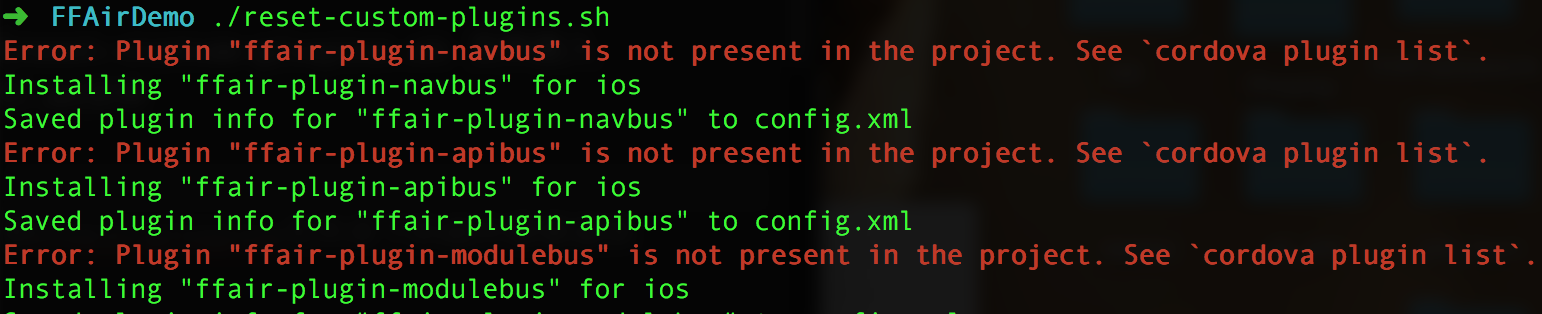 ➜ FFAirDemo ./reset-custom-plugins.sh
Error: Plugin "ffair-plugin-navbus" is not present in the project. See `cordova plugin list`.
Installing "ffair-plugin-navbus" for ios
Saved plugin info for "ffair-plugin-navbus" to config.xml
Error: Plugin "ffair-plugin-apibus" is not present in the project. See `cordova plugin list`.
Installing "ffair-plugin-apibus" for ios
Saved plugin info for "ffair-plugin-apibus" to config.xml
Error: Plugin "ffair-plugin-modulebus" is not present in the project. See `cordova plugin list`.
Installing "ffair-plugin-modulebus" for ios